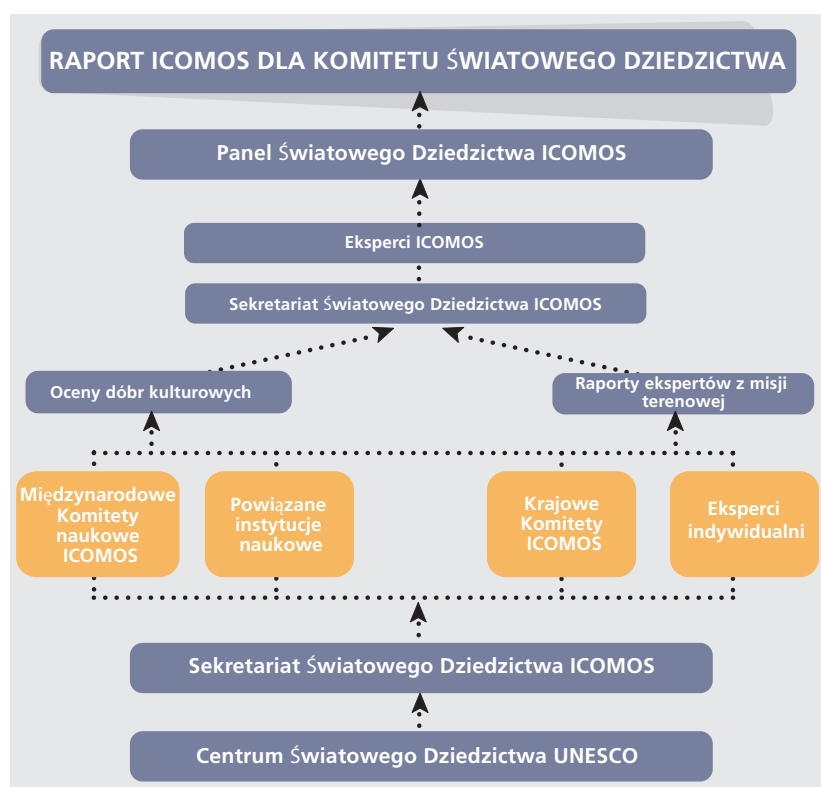 RAPORT ICOMOS DLA KOMITETU ŚWIATOWEGO DZIEDZICTWA
Panel Światowego Dziedzictwa ICOMOS
Eksperci ICOMOS
Sekretariat Światowego Dziedzictwa ICOMOS
Oceny dóbr kulturowych
Raporty ekspertów z misji
terenowej
Międzynarodowe
Komitety
naukowe
ICOMOS
Powiązane
instytucje
naukowe
Krajowe
Komitety
ICOMOS
Eksperci
indywidualni
Sekretariat Światowego Dziedzictwa ICOMOS
Centrum Światowego Dziedzictwa UNESCO